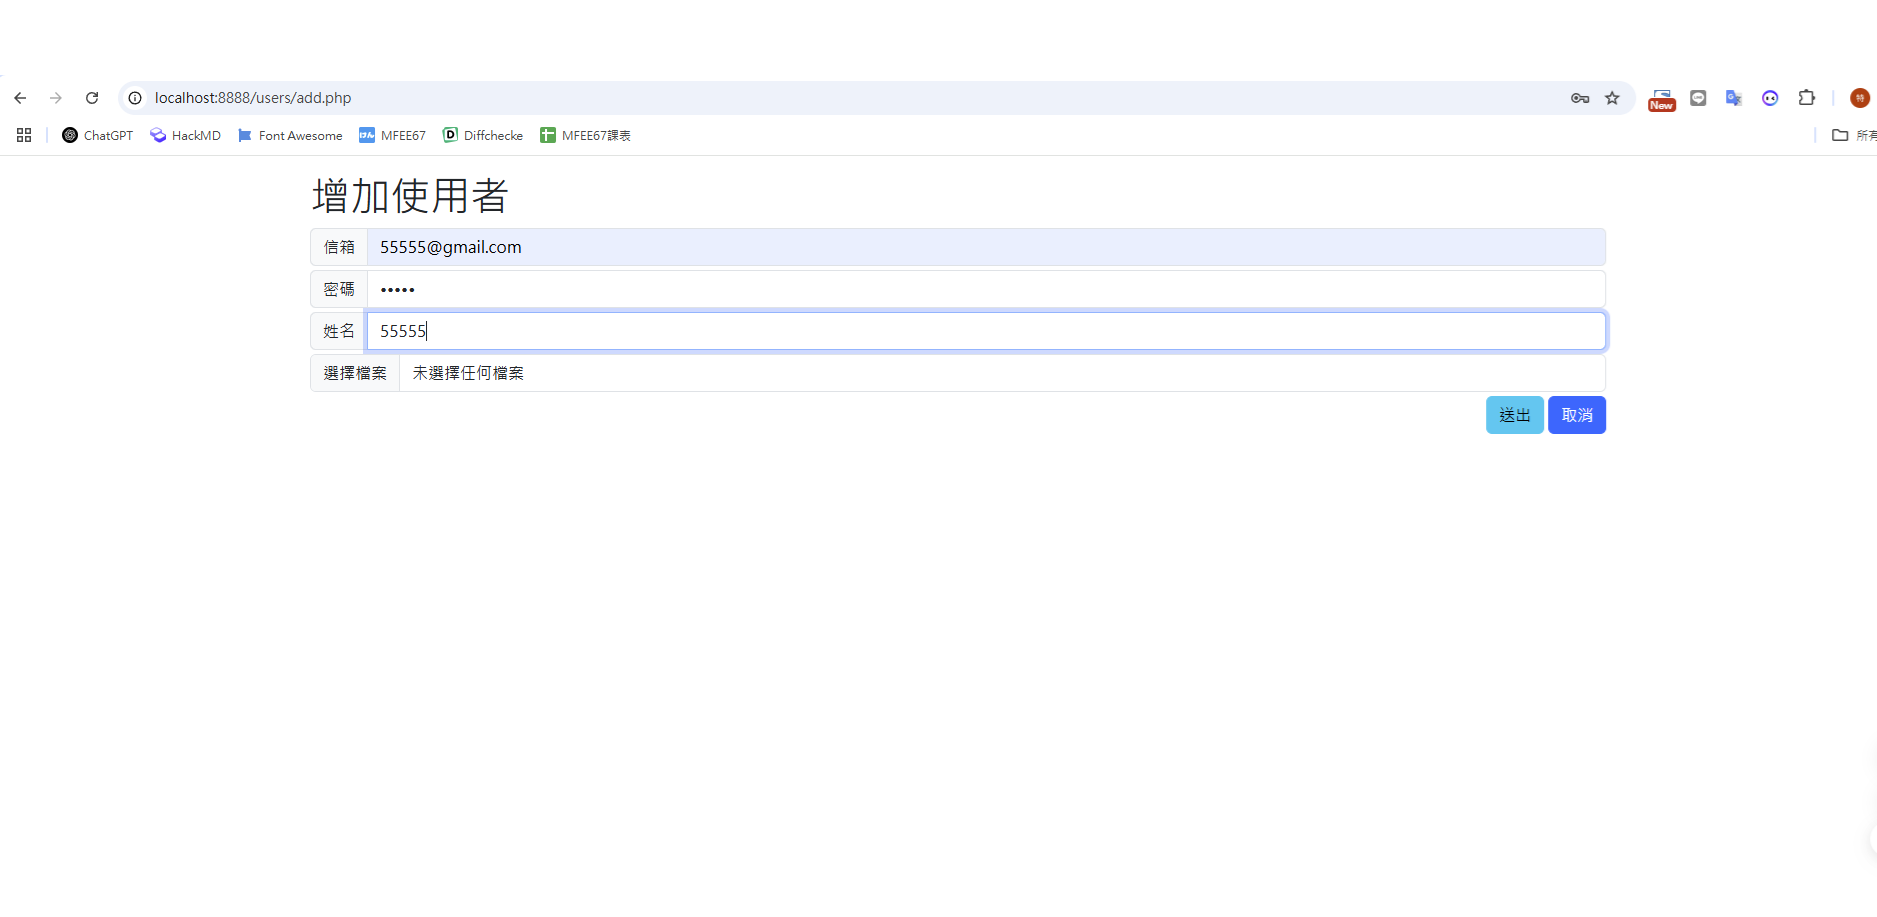 localhost:8888/users/add.php
New
ChatGPT
HackMD
Font Awesome
MFEE67
Diffchecke
MFEE67課表
所有
增加使用者
信箱 55555@gmail.com
密碼 •••••
姓名 55555
選擇檔案 未選擇任何檔案
送出 取消